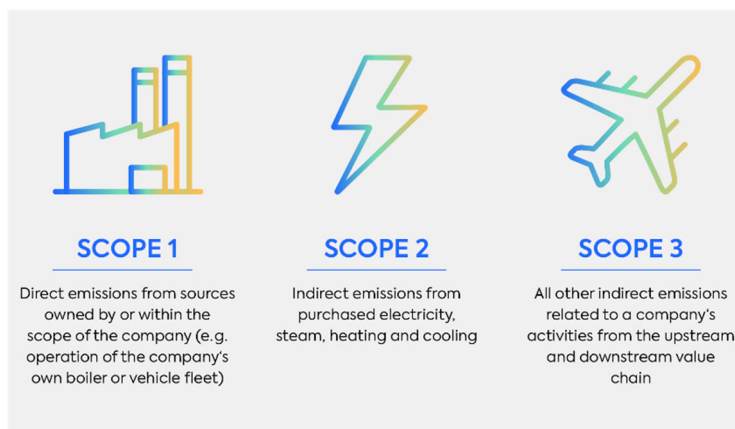 SCOPE 1
Direct emissions from sources
owned by or within the
scope of the company (e.g.
operation of the company's
own boiler or vehicle fleet)
SCOPE 2
Indirect emissions from
purchased electricity,
steam, heating and cooling
SCOPE 3
All other indirect emissions
related to a company's
activities from the upstream
and downstream value
chain